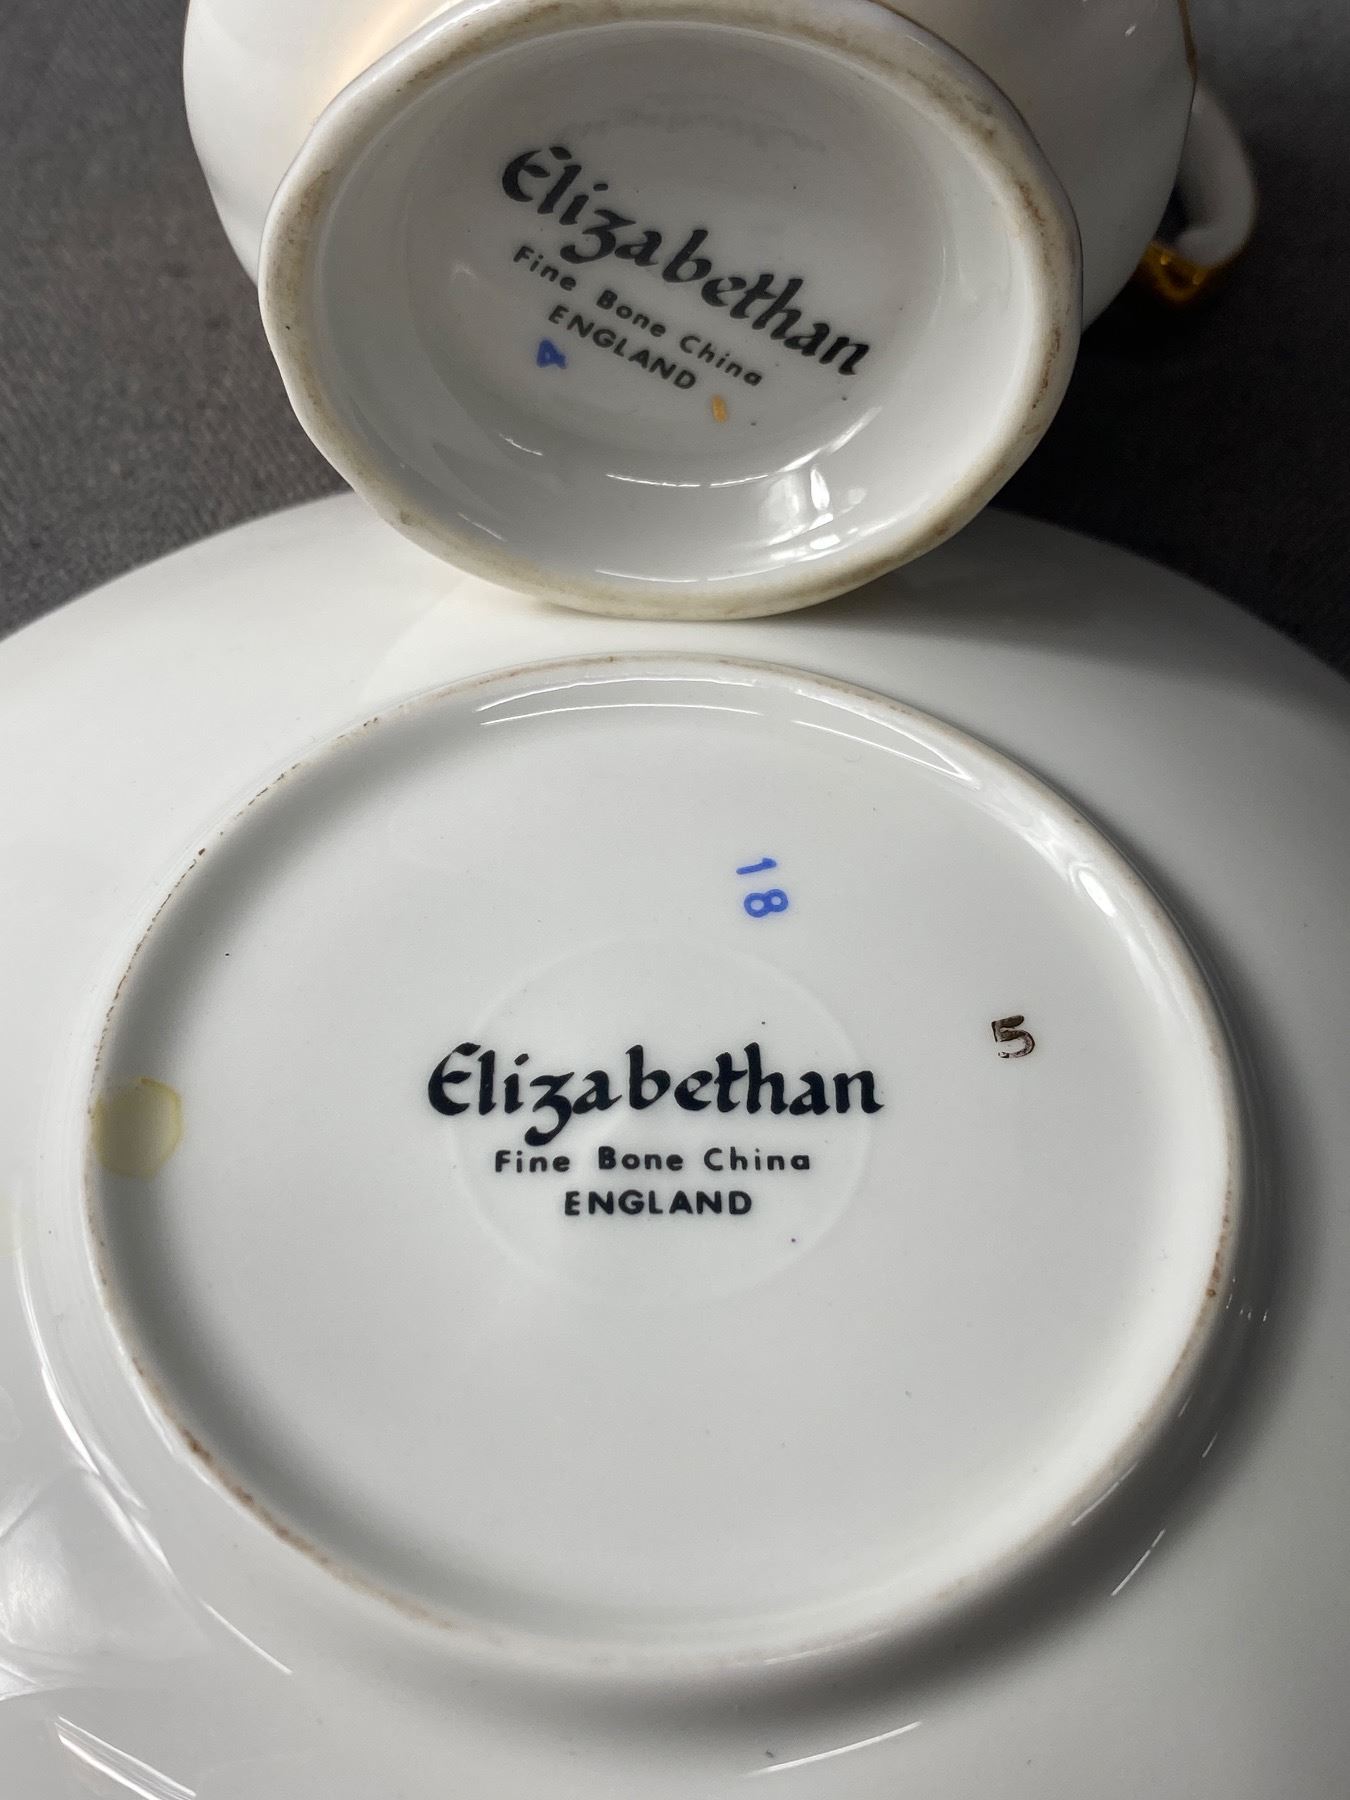 Elizabethan
Fine Bone China
ENGLAND
4
18
5
Elizabethan
Fine Bone China
ENGLAND